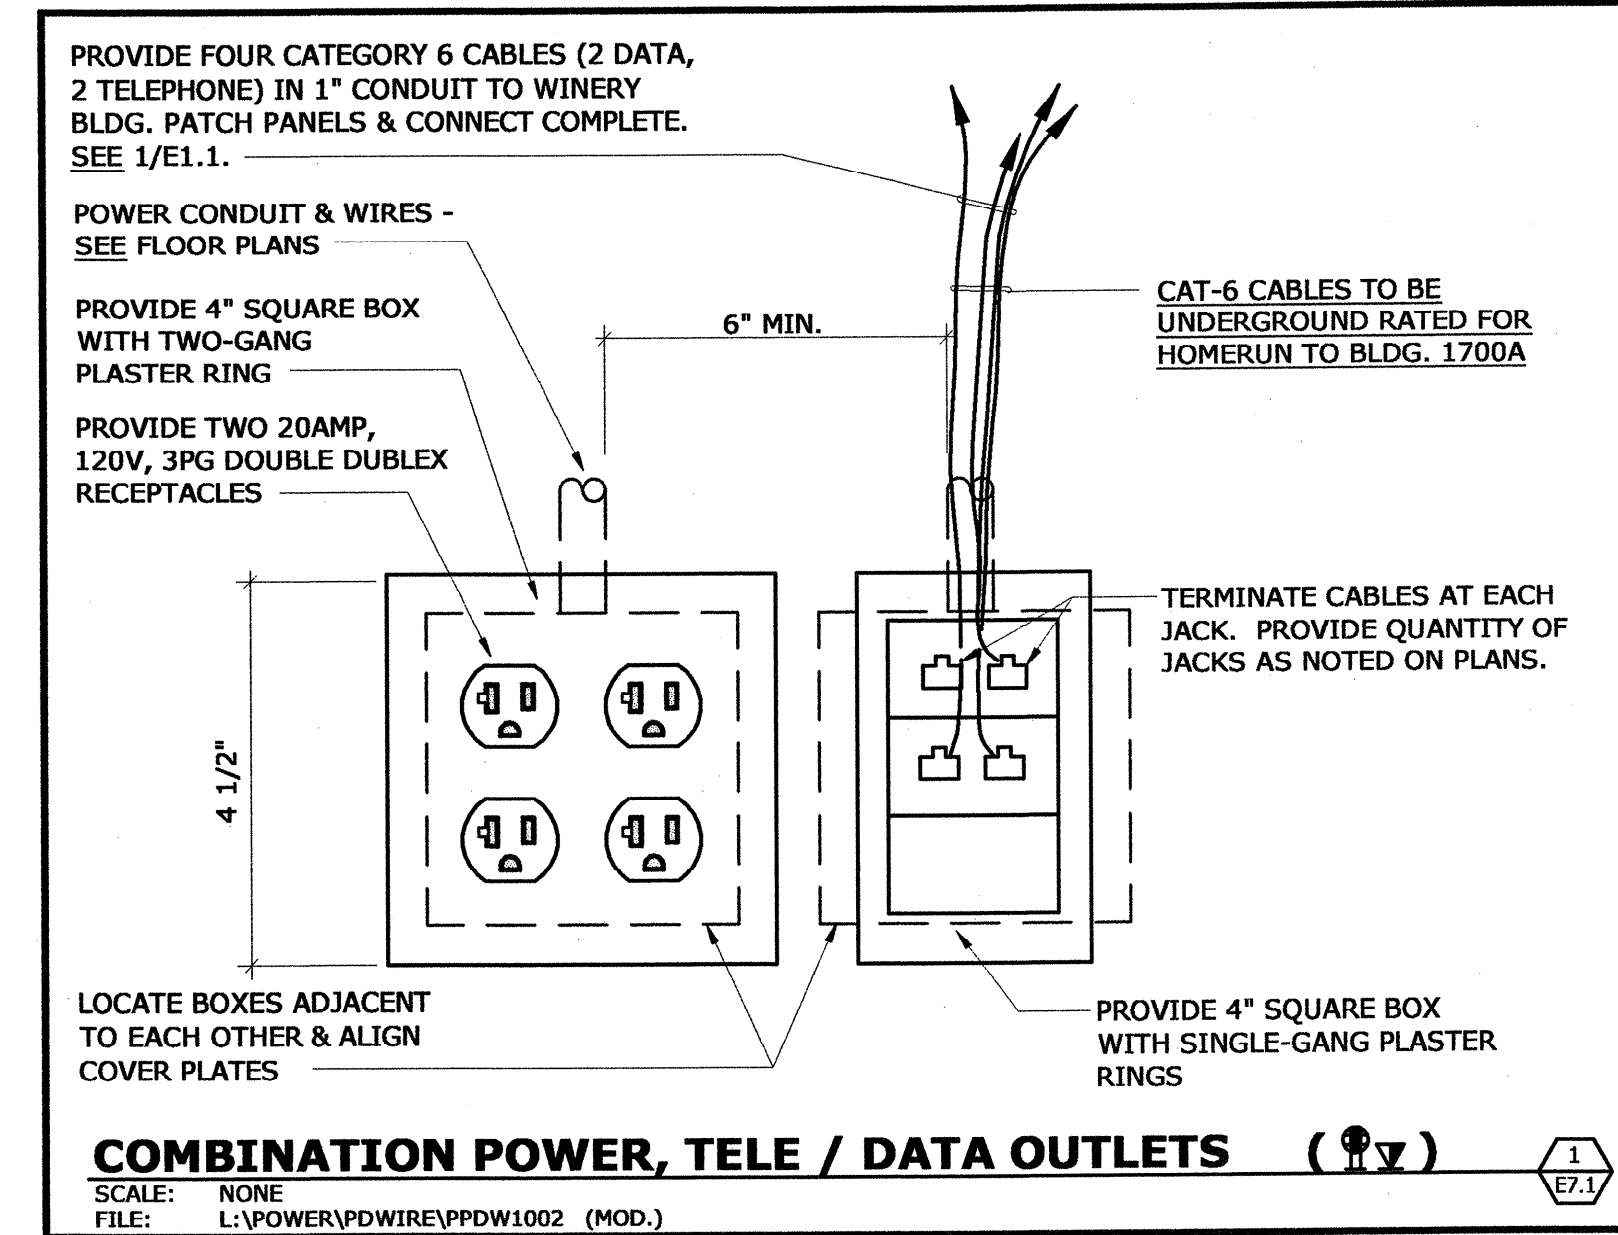 PROVIDE FOUR CATEGORY 6 CABLES (2 DATA,
2 TELEPHONE) IN 1" CONDUIT TO WINERY
BLDG. PATCH PANELS & CONNECT COMPLETE.
SEE 1/E1.1.
POWER CONDUIT & WIRES -
SEE FLOOR PLANS
PROVIDE 4" SQUARE BOX
WITH TWO-GANG
PLASTER RING
PROVIDE TWO 20AMP,
120V, 3PG DOUBLE DUBLEX
RECEPTACLES
6" MIN.
CAT-6 CABLES TO BE
UNDERGROUND RATED FOR
HOMERUN TO BLDG. 1700A
TERMINATE CABLES AT EACH
JACK. PROVIDE QUANTITY OF
JACKS AS NOTED ON PLANS.
4 1/2"
LOCATE BOXES ADJACENT
TO EACH OTHER & ALIGN
COVER PLATES
PROVIDE 4" SQUARE BOX
WITH SINGLE-GANG PLASTER
RINGS
COMBINATION POWER, TELE / DATA OUTLETS ( )
SCALE: NONE
FILE: L:\POWER\PDWIRE\PPDW1002 (MOD.)
1
E7.1